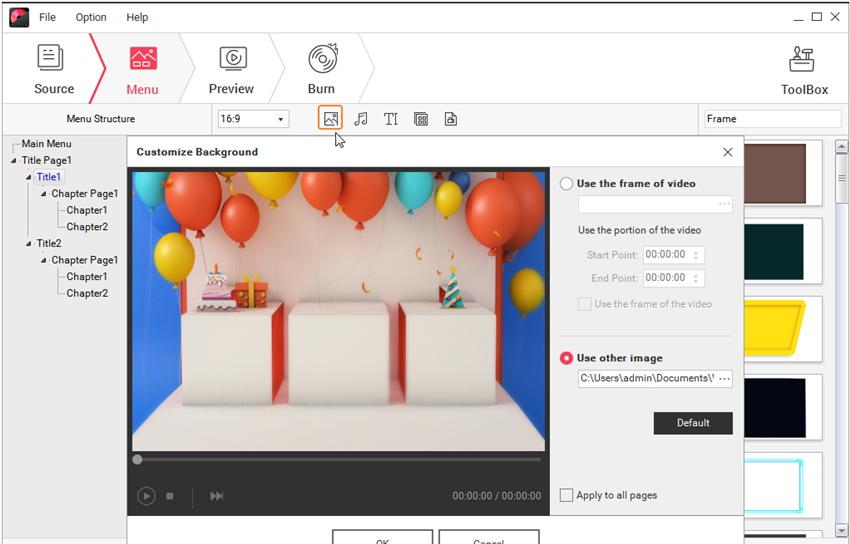 File Option Help
Source Menu Preview Burn ToolBox
Menu Structure 16:9 TI Frame
Main Menu
Title Page1
Title1
Chapter Page1
Chapter1
Chapter2
Title2
Chapter Page1
Chapter1
Chapter2
Customize Background
Use the frame of video
...
Use the portion of the video
Start Point: 00:00:00
End Point: 00:00:00
Use the frame of the video
Use other image
C:\Users\admin\Documents\ ...
Default
00:00:00 / 00:00:00
Apply to all pages
OK Cancel